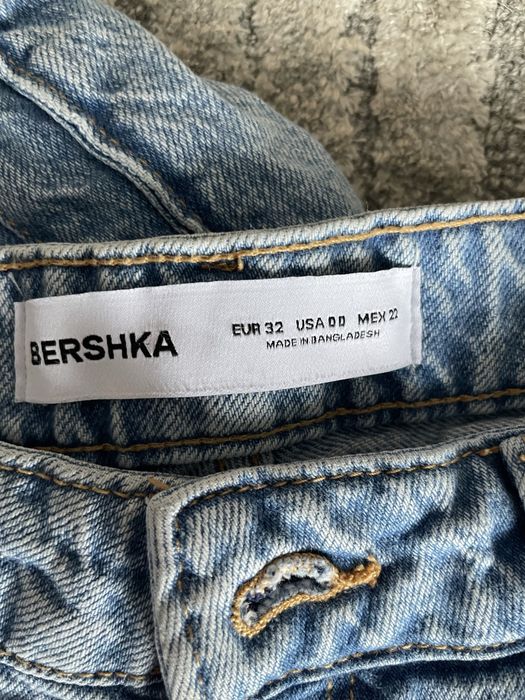 BERSHKA
EUR 32 USA 00 MEX 22
MADE IN BANGLADESH